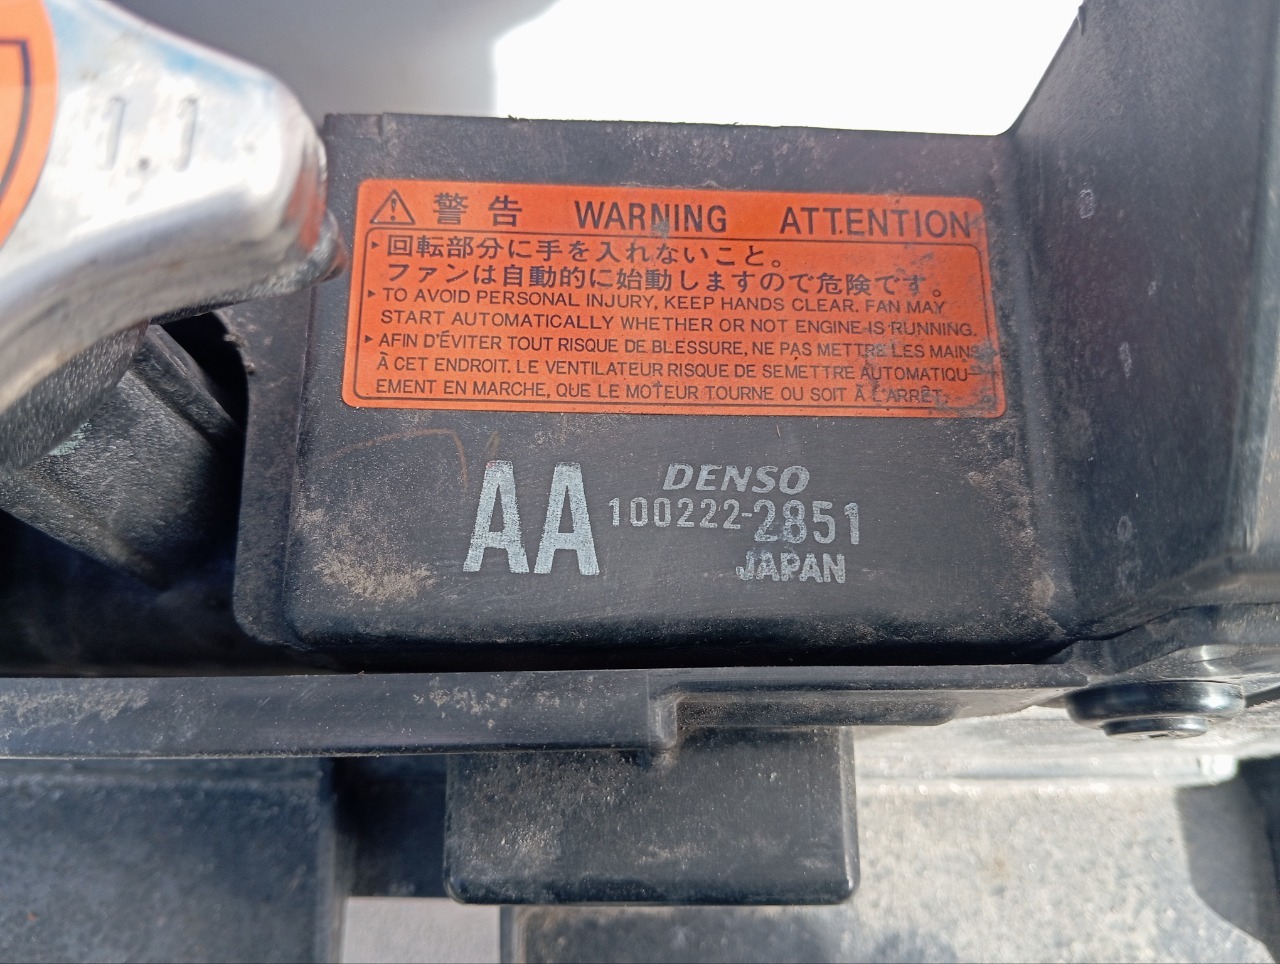 1.1
警告 WARNING ATTENTION
回転部分に手を入れないこと。
ファンは自動的に始動しますので危険です。
TO AVOID PERSONAL INJURY, KEEP HANDS CLEAR. FAN MAY
START AUTOMATICALLY WHETHER OR NOT ENGINE IS RUNNING.
AFIN D'ÉVITER TOUT RISQUE DE BLESSURE, NE PAS METTRE LES MAINS
À CET ENDROIT. LE VENTILATEUR RISQUE DE SEMETTRE AUTOMATIQU-
EMENT EN MARCHE, QUE LE MOTEUR TOURNE OU SOIT À L'ARRÊT.
AA
DENSO
100222-2851
JAPAN